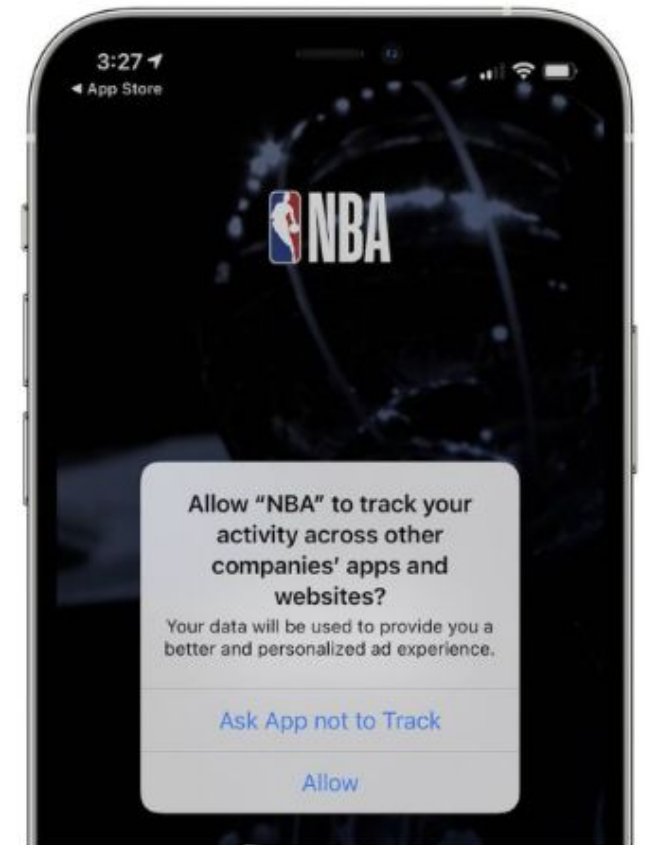 3:27
◀ App Store
NBA
Allow “NBA” to track your
activity across other
companies’ apps and
websites?
Your data will be used to provide you a
better and personalized ad experience.
Ask App not to Track
Allow